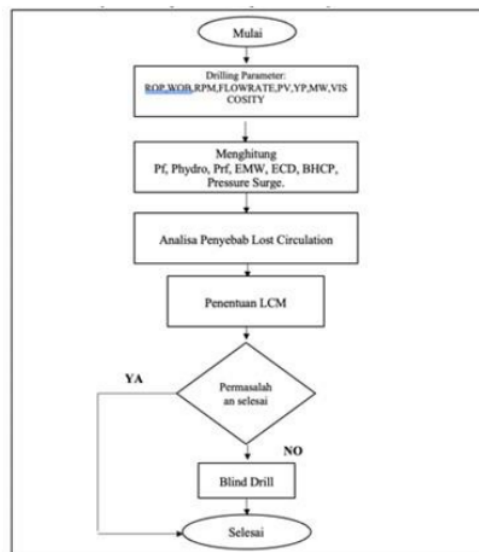 Mulai
Drilling Parameter:
ROP,WOB,RPM,FLOWRATE,PV,YP,MW,VIS
COSITY
Menghitung
Pf, Phydro, Prf, EMW, ECD, BHCP,
Pressure Surge.
Analisa Penyebab Lost Circulation
Penentuan LCM
YA
Permasalah
an selesai
NO
Blind Drill
Selesai